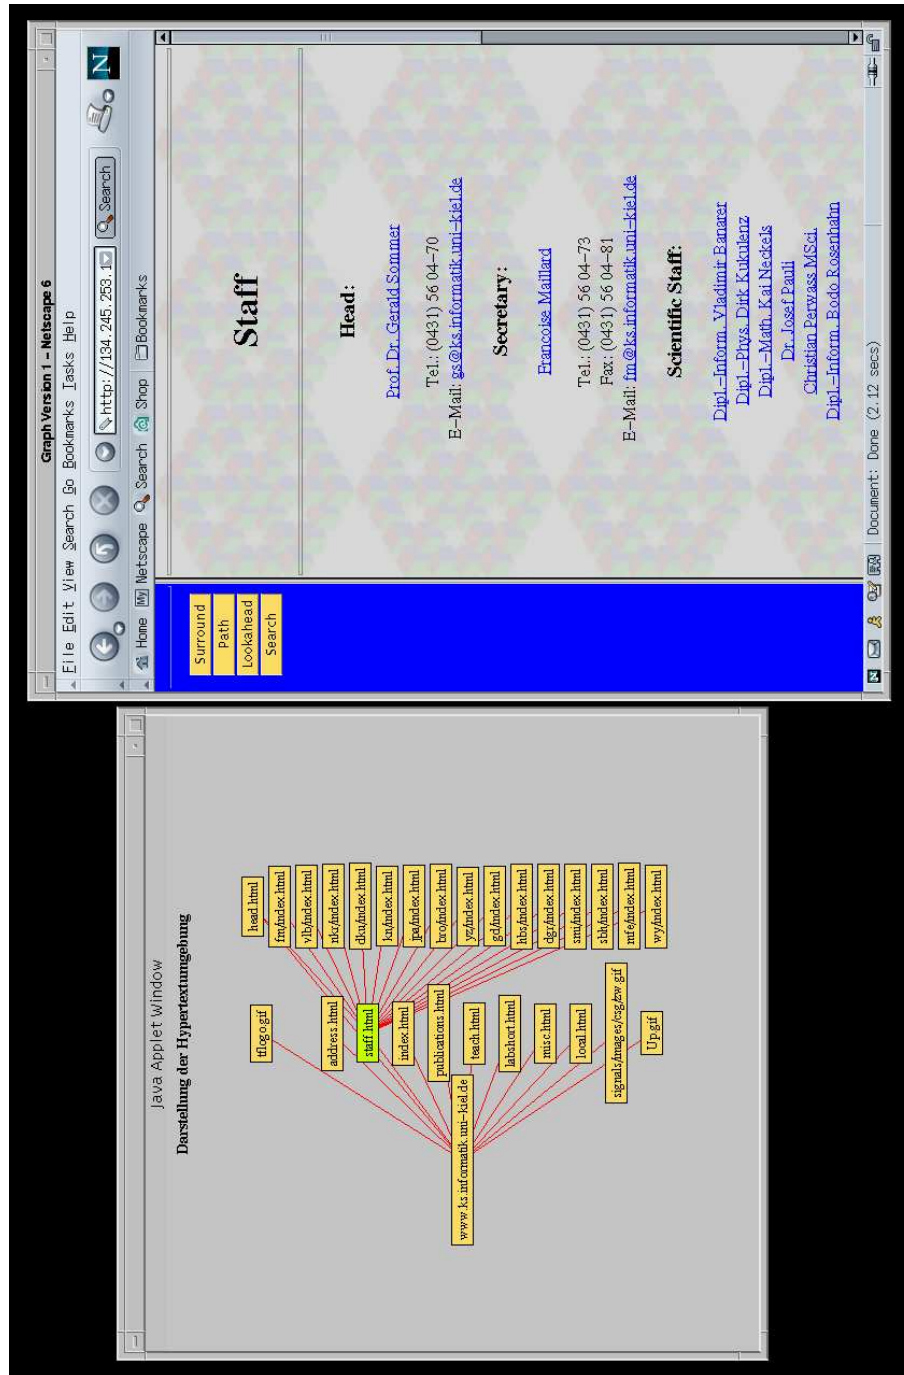 Java Applet Window
Darstellung der Hypertextumgebung
www.ks.informatik.uni-kiel.de
tflogo.gif
address.html
staff.html
index.html
publications.html
teach.html
labshort.html
misc.html
local.html
signals/images/csg/zw.gif
Up.gif
head.html
fm/index.html
vlb/index.html
nkr/index.html
dku/index.html
kn/index.html
jpa/index.html
bro/index.html
yz/index.html
gd/index.html
hbs/index.html
dgr/index.html
smi/index.html
sbh/index.html
mfe/index.html
wy/index.html
Graph Version 1 – Netscape 6
File Edit View Search Go Bookmarks Tasks Help
http://134.245.253.1 Search
Home My Netscape Search Shop Bookmarks
Surround
Path
Lookahead
Search
Staff
Head:
Prof. Dr. Gerald Sommer
Tel.: (0431) 56 04-70
E-Mail: gs@ks.informatik.uni-kiel.de
Secretary:
Francoise Maillard
Tel.: (0431) 56 04-73
Fax: (0431) 56 04-81
E-Mail: fm@ks.informatik.uni-kiel.de
Scientific Staff:
Dipl.-Inform. Vladimir Banarer
Dipl.-Phys. Dirk Kukulenz
Dipl.-Math. Kai Neckels
Dr. Josef Pauli
Christian Perwass MSci.
Dipl.-Inform. Bodo Rosenhahn
Document: Done (2.12 secs)